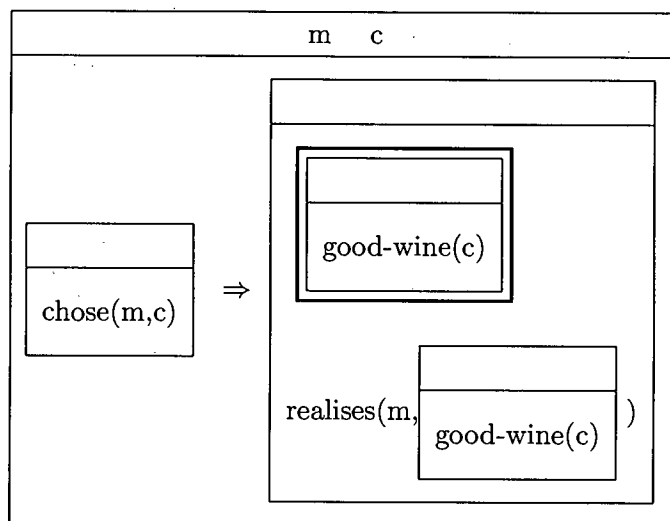 m c
good-wine(c)
chose(m,c) ⇒
realises(m, good-wine(c) )